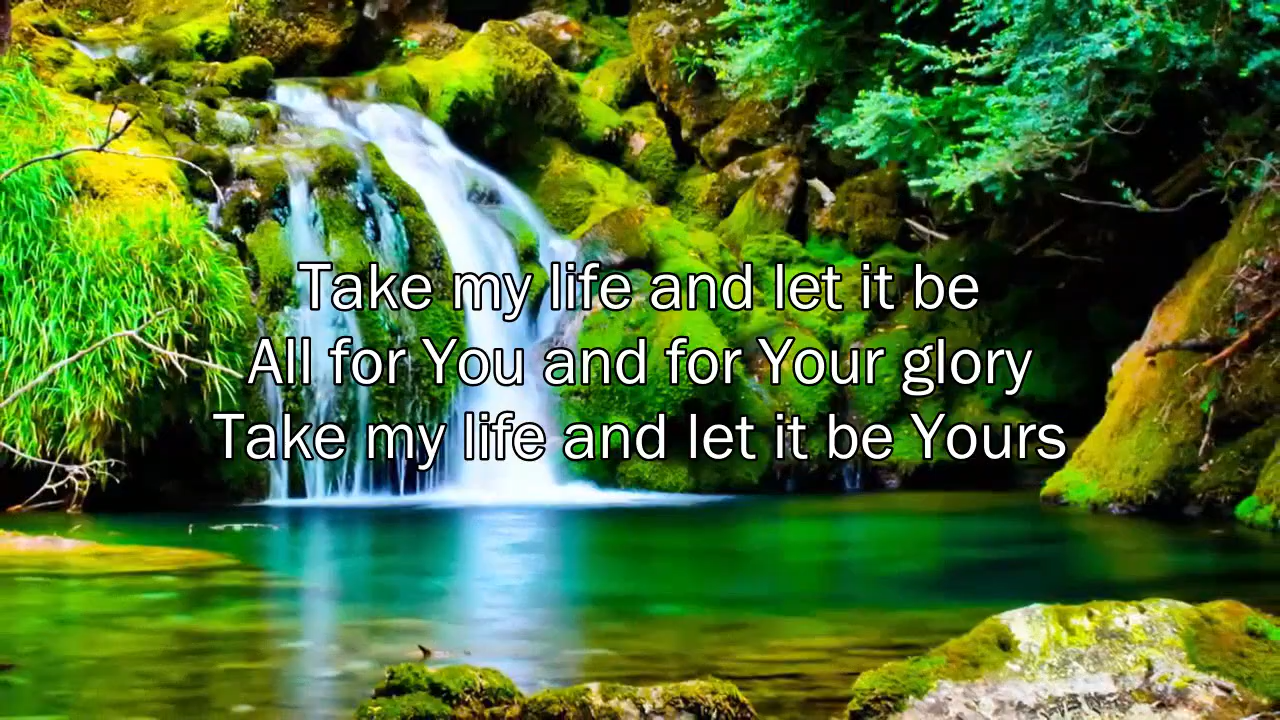 Take my life and let it be
All for You and for Your glory
Take my life and let it be Yours